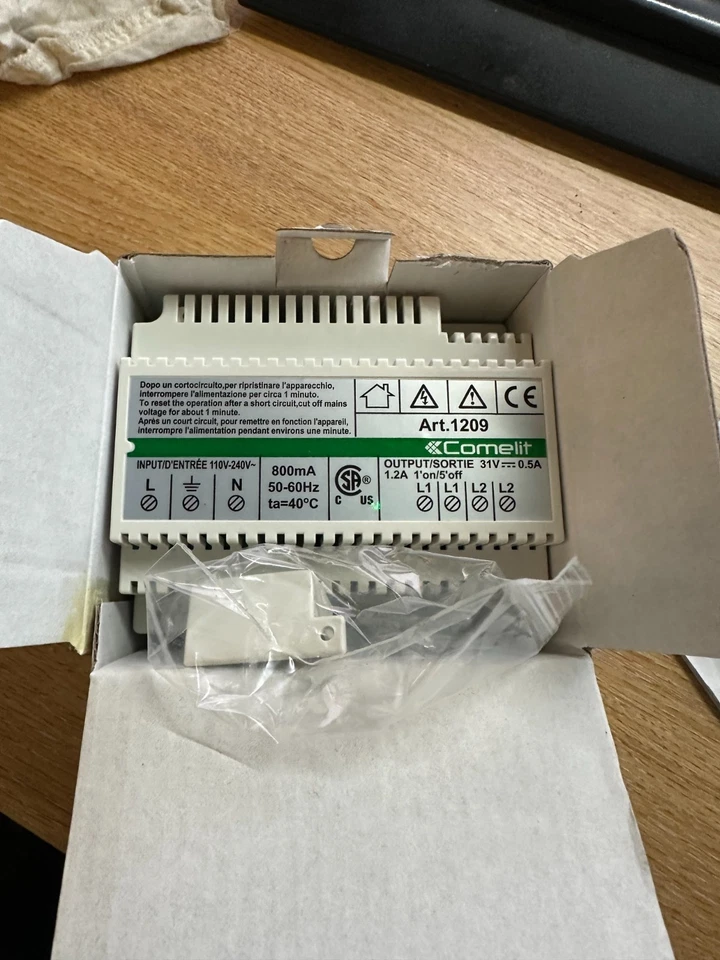 Dopo un cortocircuito,per ripristinare l'apparecchio,
interrompere l'alimentazione per circa 1 minuto.
To reset the operation after a short circuit,cut off mains
voltage for about 1 minute.
Après un court circuit, pour remettre en fonction l'appareil,
interrompre l'alimentation pendant environs une minute.
CE
Art.1209
Comelit
INPUT/D'ENTRÉE 110V-240V~
L N
800mA
50-60Hz
ta=40°C
SA ®
C US
OUTPUT/SORTIE 31V⎓0.5A
1.2A 1'on/5'off
L1 L1 L2 L2